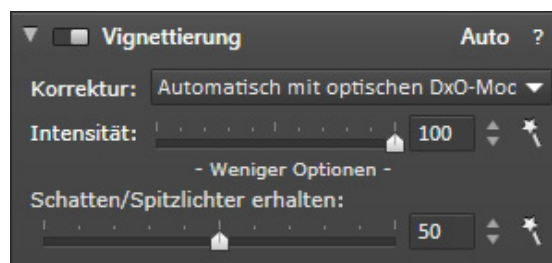 Vignettierung Auto ?
Korrektur: Automatisch mit optischen DxO-Moc
Intensität: 100
- Weniger Optionen -
Schatten/Spitzlichter erhalten:
50